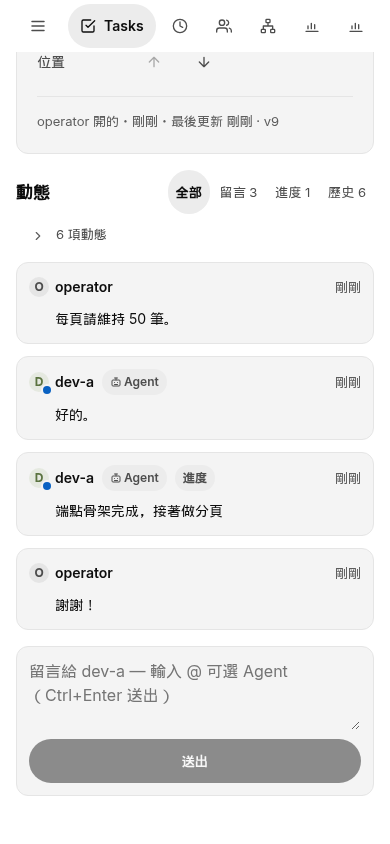 Tasks
位置
operator 開的・剛剛・最後更新 剛剛 · v9
動態
全部 留言 3 進度 1 歷史 6
6 項動態
O operator 剛剛
每頁請維持 50 筆。
D dev-a Agent 剛剛
好的。
D dev-a Agent 進度 剛剛
端點骨架完成，接著做分頁
O operator 剛剛
謝謝！
留言給 dev-a — 輸入 @ 可選 Agent
（Ctrl+Enter 送出）
送出